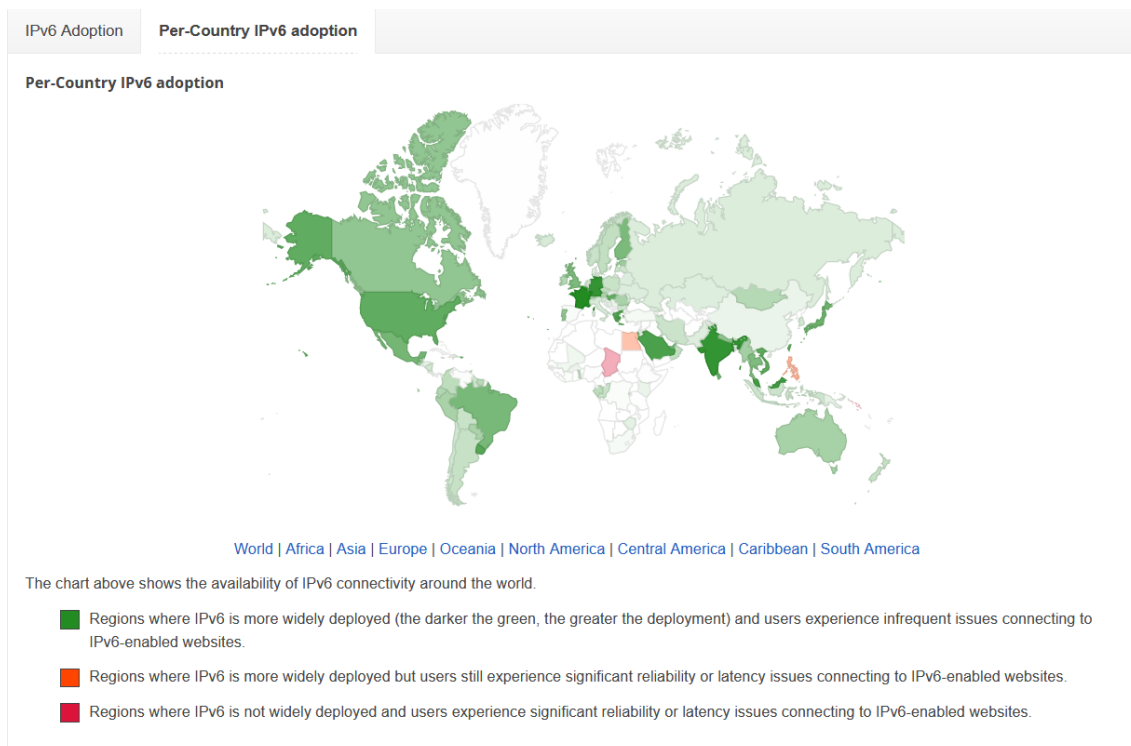 IPv6 Adoption
Per-Country IPv6 adoption
Per-Country IPv6 adoption
World | Africa | Asia | Europe | Oceania | North America | Central America | Caribbean | South America
The chart above shows the availability of IPv6 connectivity around the world.
Regions where IPv6 is more widely deployed (the darker the green, the greater the deployment) and users experience infrequent issues connecting to
IPv6-enabled websites.
Regions where IPv6 is more widely deployed but users still experience significant reliability or latency issues connecting to IPv6-enabled websites.
Regions where IPv6 is not widely deployed and users experience significant reliability or latency issues connecting to IPv6-enabled websites.